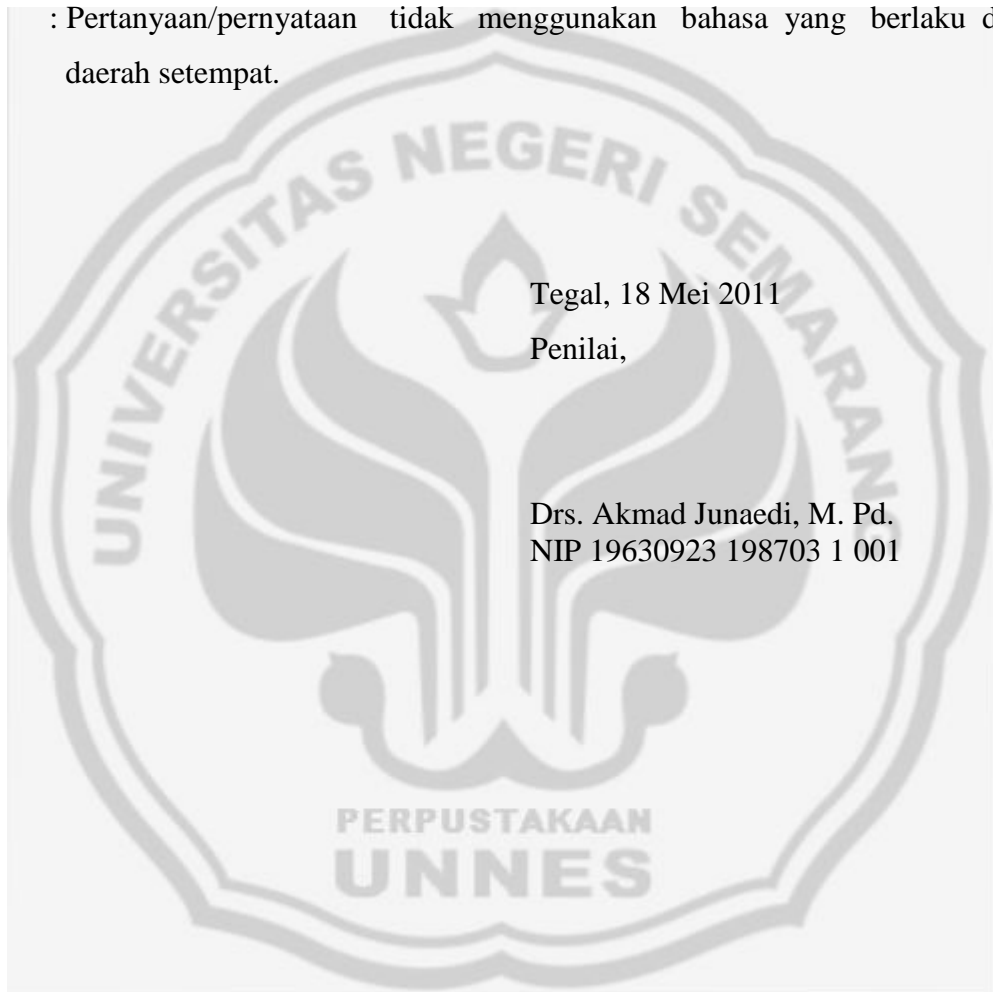 : Pertanyaan/pernyataan tidak menggunakan bahasa yang berlaku
daerah setempat.
UNIVERSITAS NEGERI SEMARANG
Tegal, 18 Mei 2011
Penilai,
Drs. Akmad Junaedi, M. Pd.
NIP 19630923 198703 1 001
PERPUSTAKAAN
UNNES